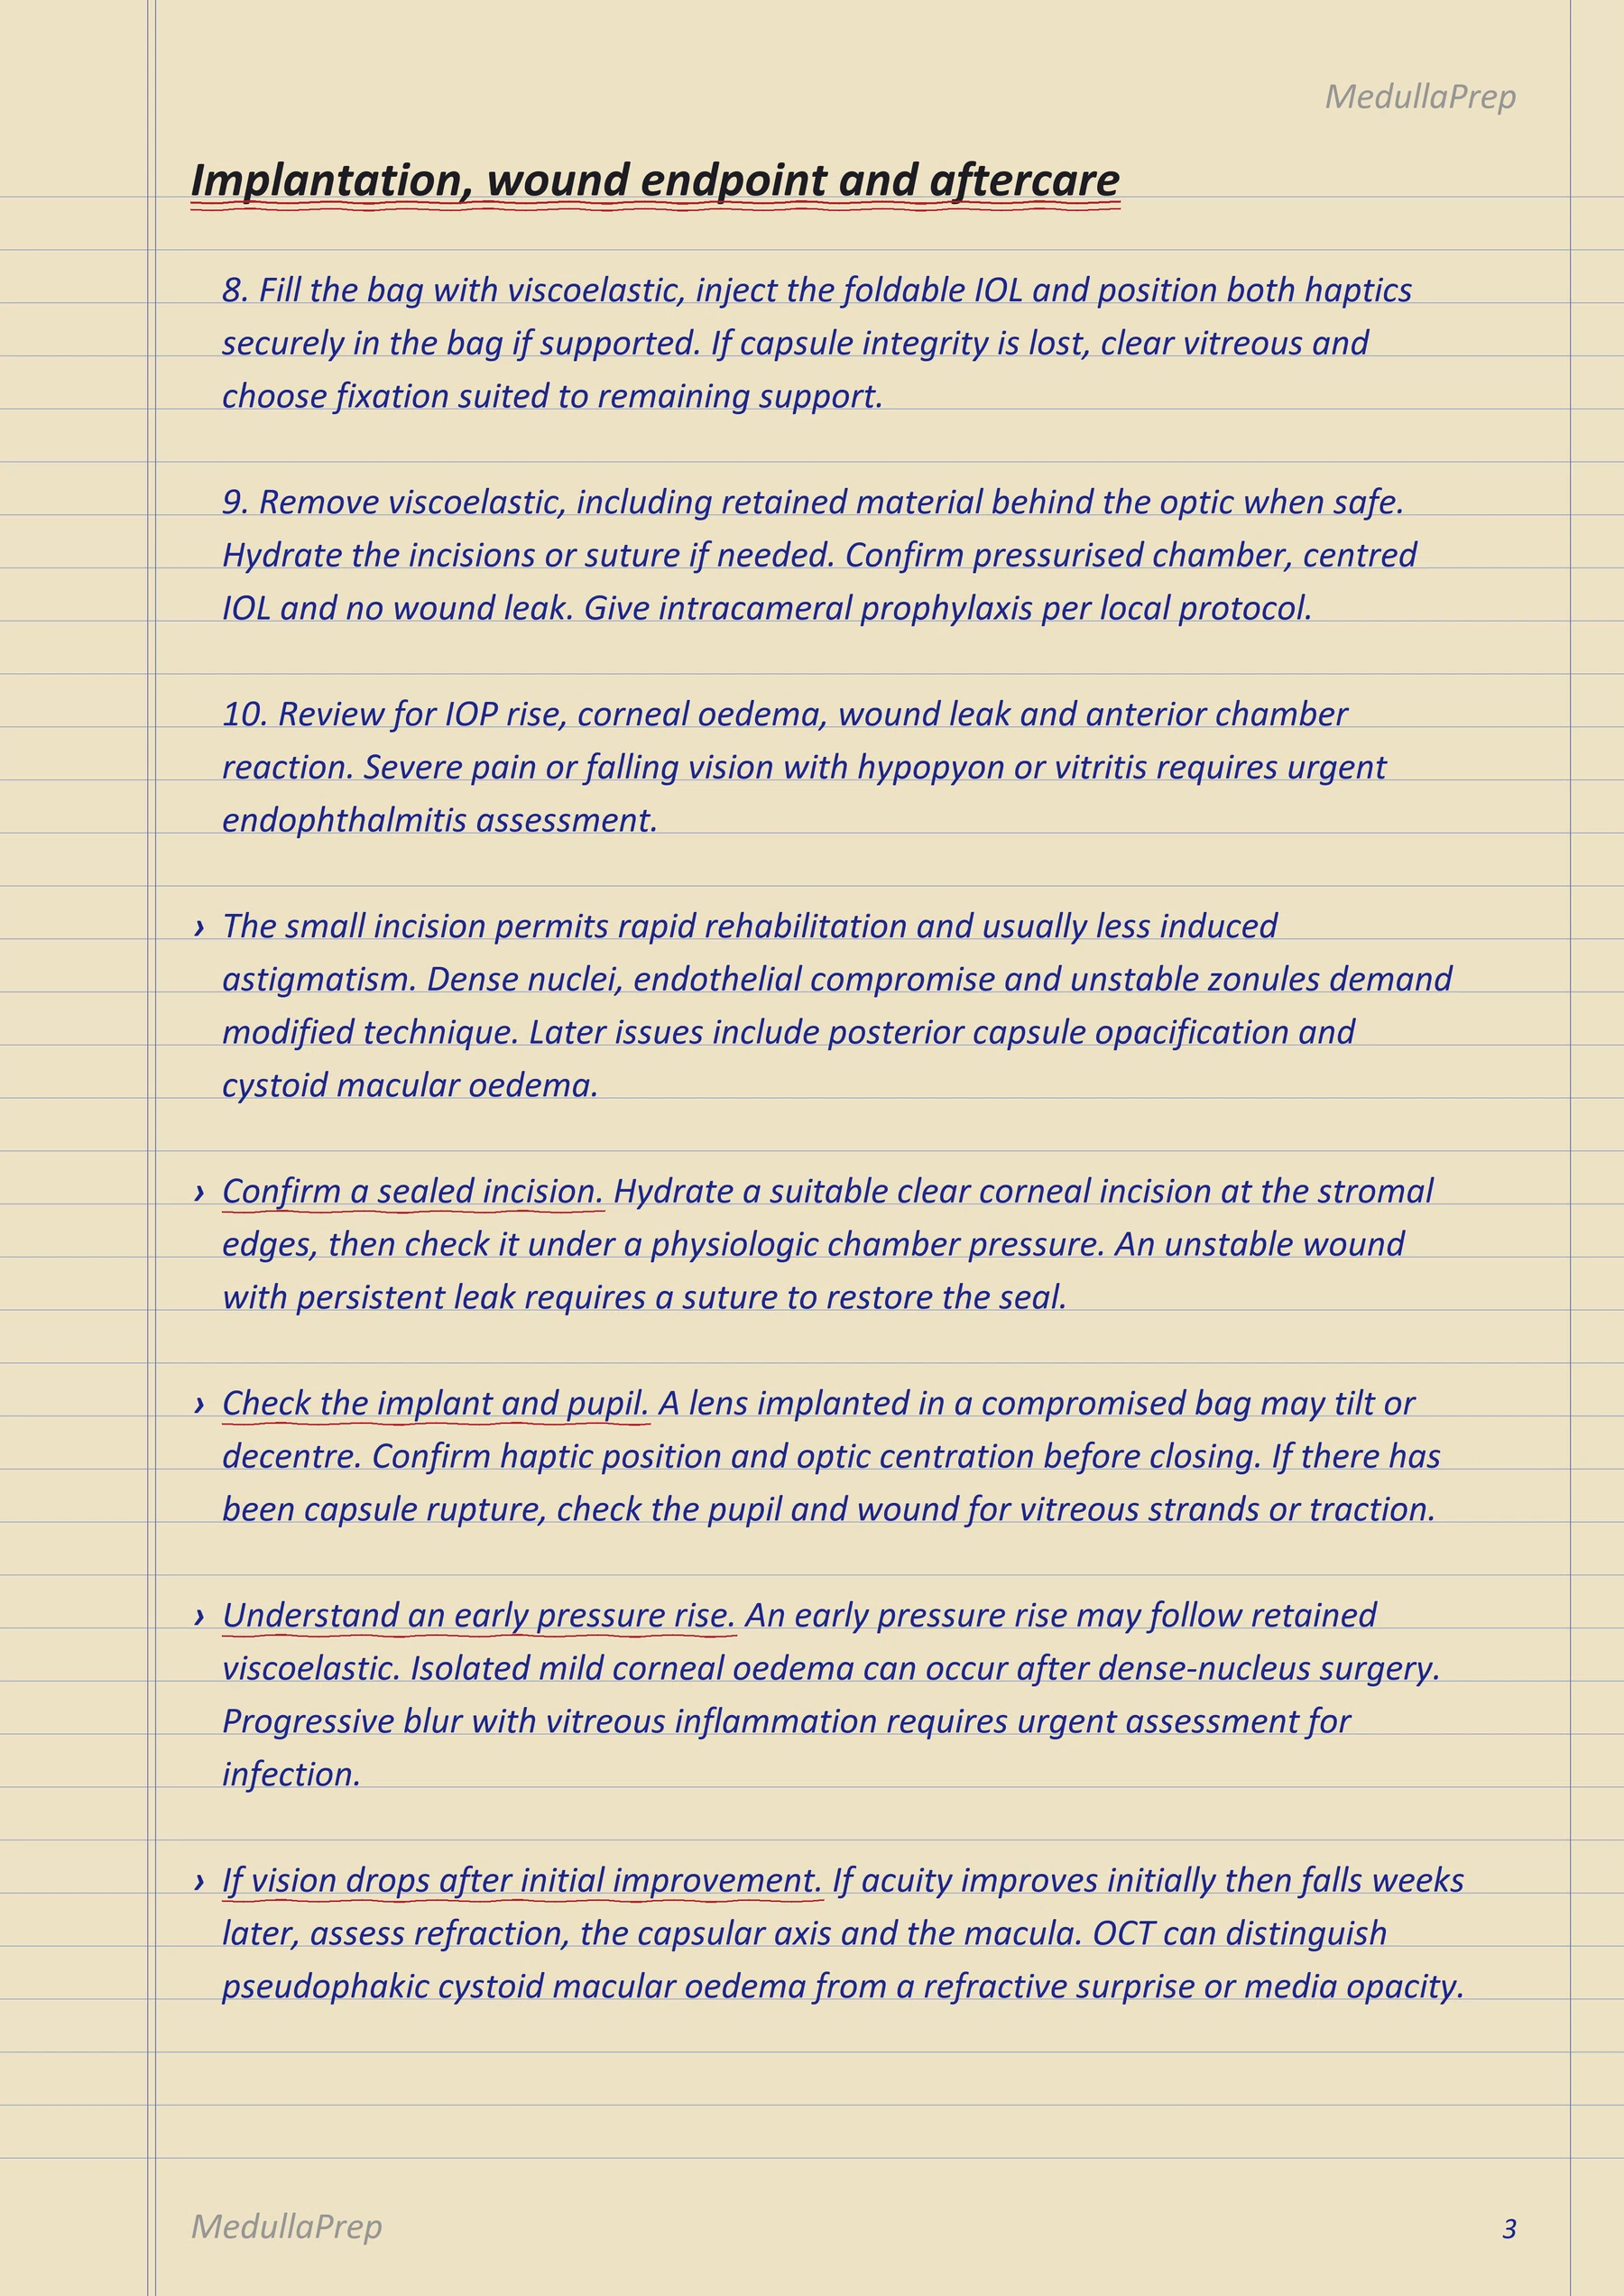 MedullaPrep
Implantation, wound endpoint and aftercare
8. Fill the bag with viscoelastic, inject the foldable IOL and position both haptics
securely in the bag if supported. If capsule integrity is lost, clear vitreous and
choose fixation suited to remaining support.
9. Remove viscoelastic, including retained material behind the optic when safe.
Hydrate the incisions or suture if needed. Confirm pressurised chamber, centred
IOL and no wound leak. Give intracameral prophylaxis per local protocol.
10. Review for IOP rise, corneal oedema, wound leak and anterior chamber
reaction. Severe pain or falling vision with hypopyon or vitritis requires urgent
endophthalmitis assessment.
› The small incision permits rapid rehabilitation and usually less induced
astigmatism. Dense nuclei, endothelial compromise and unstable zonules demand
modified technique. Later issues include posterior capsule opacification and
cystoid macular oedema.
› Confirm a sealed incision. Hydrate a suitable clear corneal incision at the stromal
edges, then check it under a physiologic chamber pressure. An unstable wound
with persistent leak requires a suture to restore the seal.
› Check the implant and pupil. A lens implanted in a compromised bag may tilt or
decentre. Confirm haptic position and optic centration before closing. If there has
been capsule rupture, check the pupil and wound for vitreous strands or traction.
› Understand an early pressure rise. An early pressure rise may follow retained
viscoelastic. Isolated mild corneal oedema can occur after dense-nucleus surgery.
Progressive blur with vitreous inflammation requires urgent assessment for
infection.
› If vision drops after initial improvement. If acuity improves initially then falls weeks
later, assess refraction, the capsular axis and the macula. OCT can distinguish
pseudophakic cystoid macular oedema from a refractive surprise or media opacity.
MedullaPrep
3